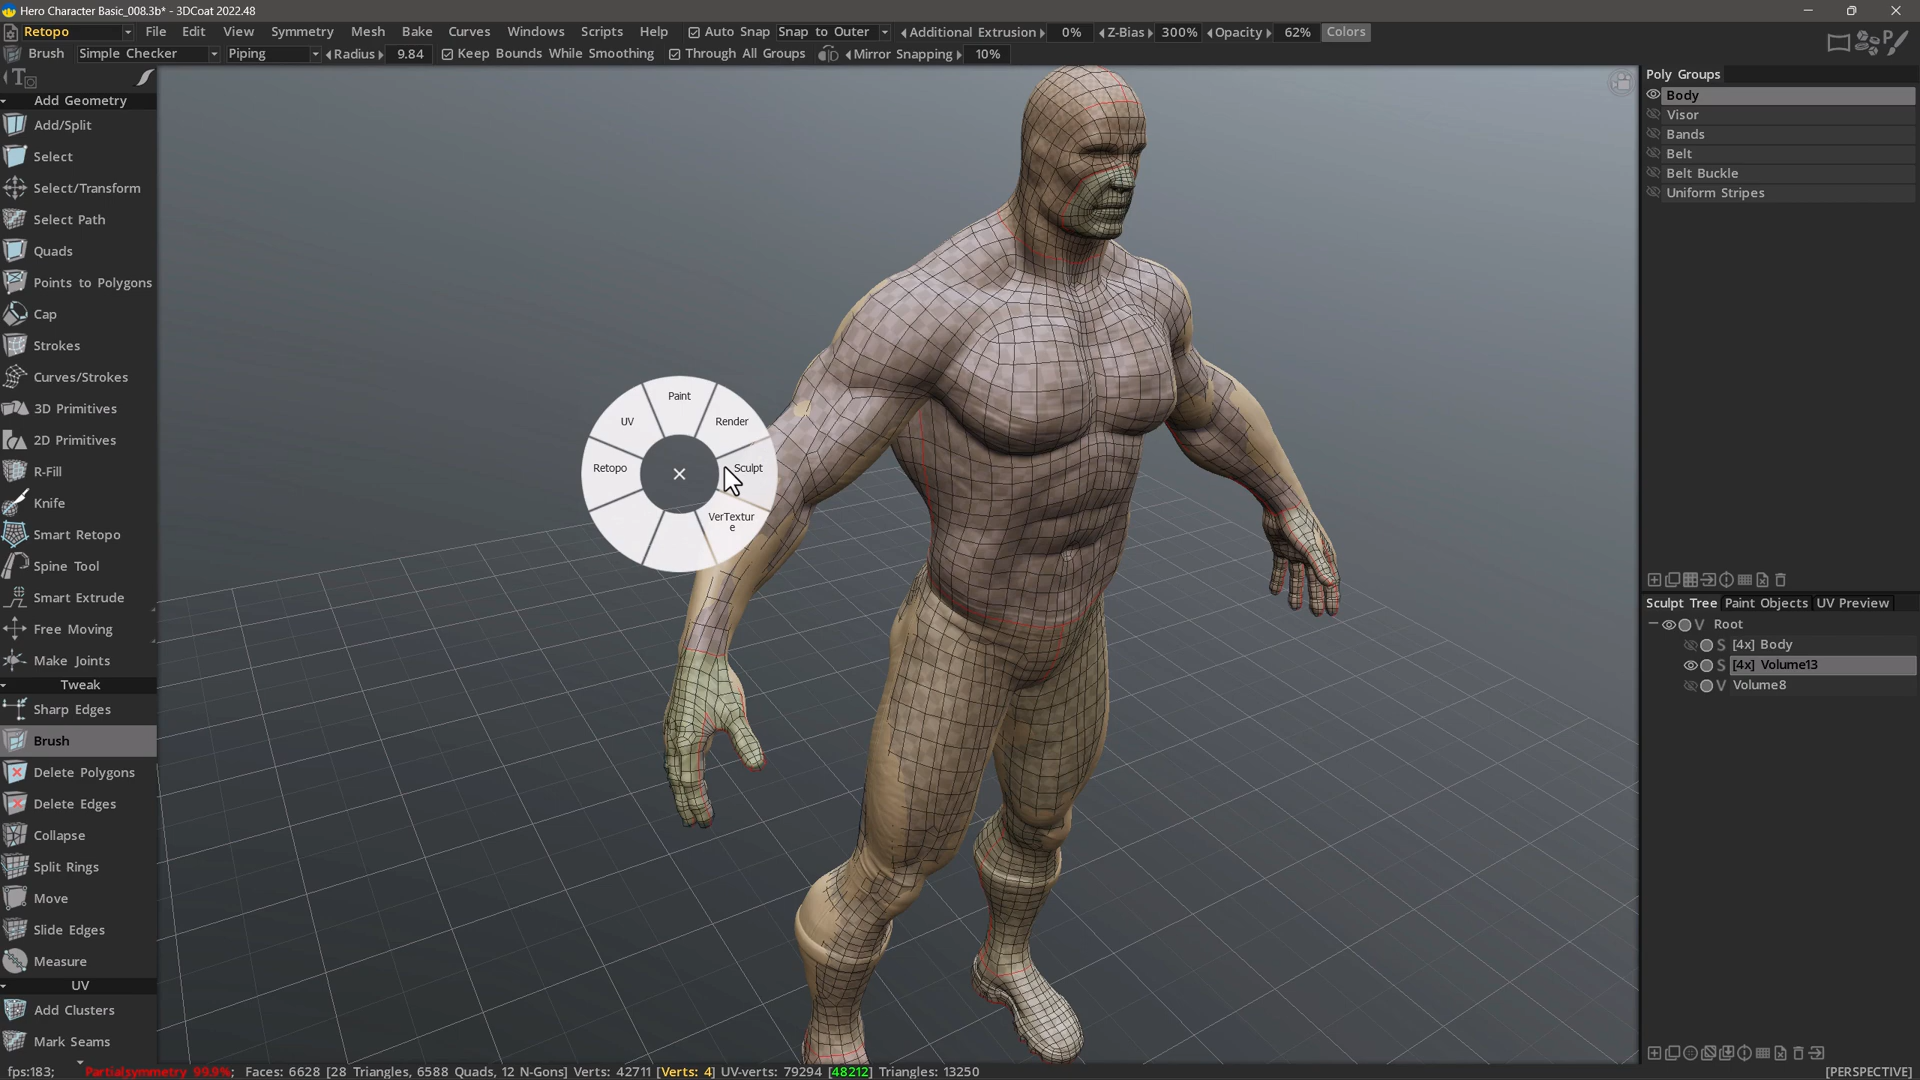 Hero Character Basic_008.3b* - 3DCoat 2022.48
Retopo File Edit View Symmetry Mesh Bake Curves Windows Scripts Help Auto Snap Snap to Outer Additional Extrusion 0% Z-Bias 300% Opacity 62% Colors
Brush Simple Checker Piping Radius 9.84 Keep Bounds While Smoothing Through All Groups Mirror Snapping 10%
Add Geometry
Add/Split
Select
Select/Transform
Select Path
Quads
Points to Polygons
Cap
Strokes
Curves/Strokes
3D Primitives
2D Primitives
R-Fill
Knife
Smart Retopo
Spine Tool
Smart Extrude
Free Moving
Make Joints
Tweak
Sharp Edges
Brush
Delete Polygons
Delete Edges
Collapse
Split Rings
Move
Slide Edges
Measure
UV
Add Clusters
Mark Seams
Paint
UV
Render
Retopo
Sculpt
VerTextur
e
Poly Groups
Body
Visor
Bands
Belt
Belt Buckle
Uniform Stripes
Sculpt Tree Paint Objects UV Preview
V Root
S [4x] Body
S [4x] Volume13
V Volume8
fps:183; Partial symmetry 99.9%; Faces: 6628 [28 Triangles, 6588 Quads, 12 N-Gons] Verts: 42711 [Verts: 4] UV-verts: 79294 [48212] Triangles: 13250 [PERSPECTIVE]